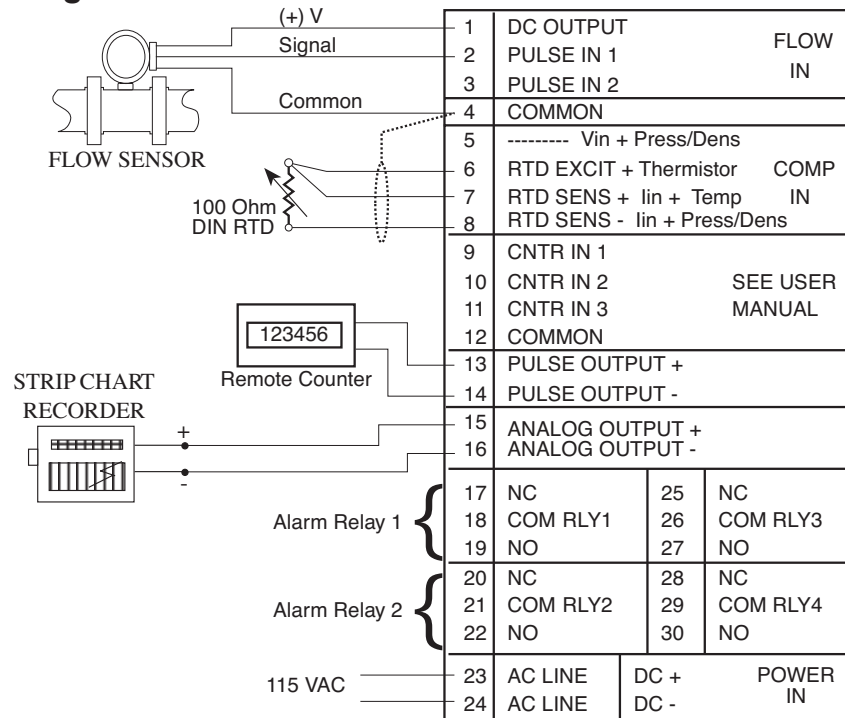 (+) V
Signal
Common
FLOW SENSOR
100 Ohm
DIN RTD
123456
Remote Counter
STRIP CHART
RECORDER
+
-
Alarm Relay 1
Alarm Relay 2
115 VAC
1 DC OUTPUT
2 PULSE IN 1
3 PULSE IN 2
FLOW
IN
4 COMMON
5 --------- Vin + Press/Dens
6 RTD EXCIT + Thermistor COMP
7 RTD SENS + Iin + Temp IN
8 RTD SENS - Iin + Press/Dens
9 CNTR IN 1
10 CNTR IN 2 SEE USER
11 CNTR IN 3 MANUAL
12 COMMON
13 PULSE OUTPUT +
14 PULSE OUTPUT -
15 ANALOG OUTPUT +
16 ANALOG OUTPUT -
17 NC 25 NC
18 COM RLY1 26 COM RLY3
19 NO 27 NO
20 NC 28 NC
21 COM RLY2 29 COM RLY4
22 NO 30 NO
23 AC LINE DC + POWER
24 AC LINE DC - IN